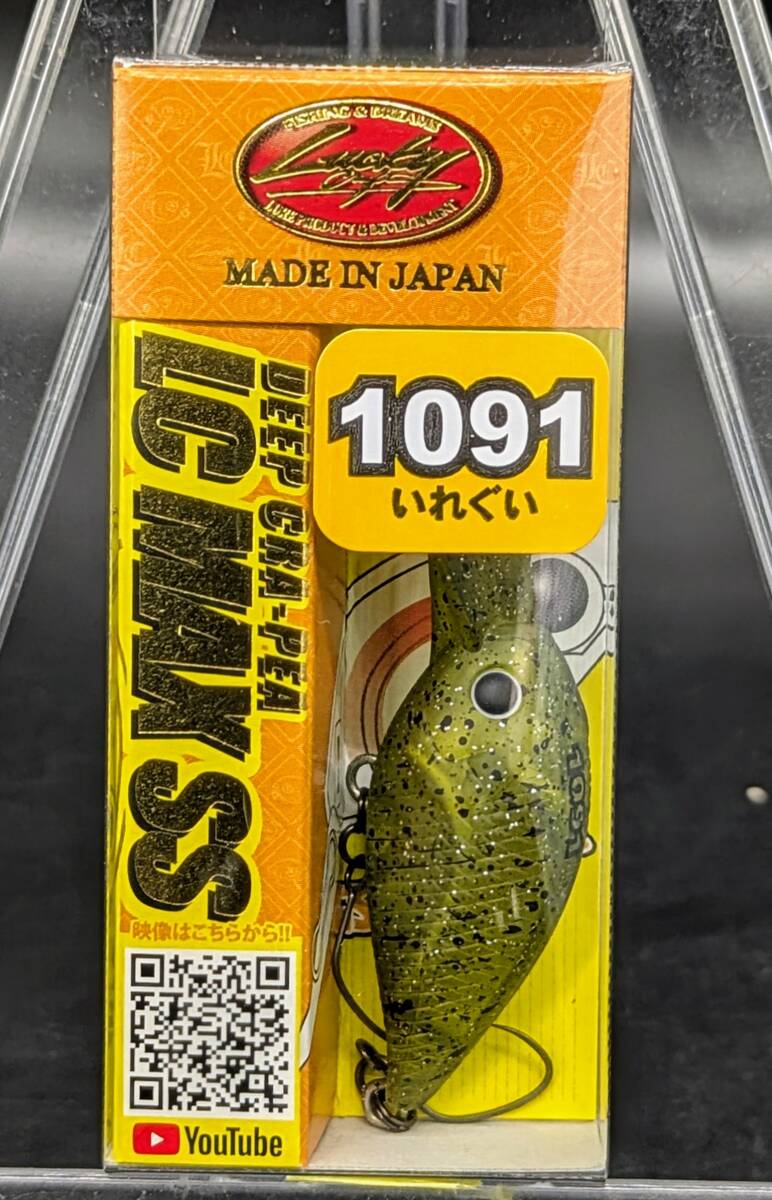 FISHING & DREAMS
Lucky
LURE PRODUCT & DEVELOPMENT
MADE IN JAPAN
DEEP CRA-PEA
LC MAX SS
1091
いれぐい
1091
映像はこちらから!!
YouTube